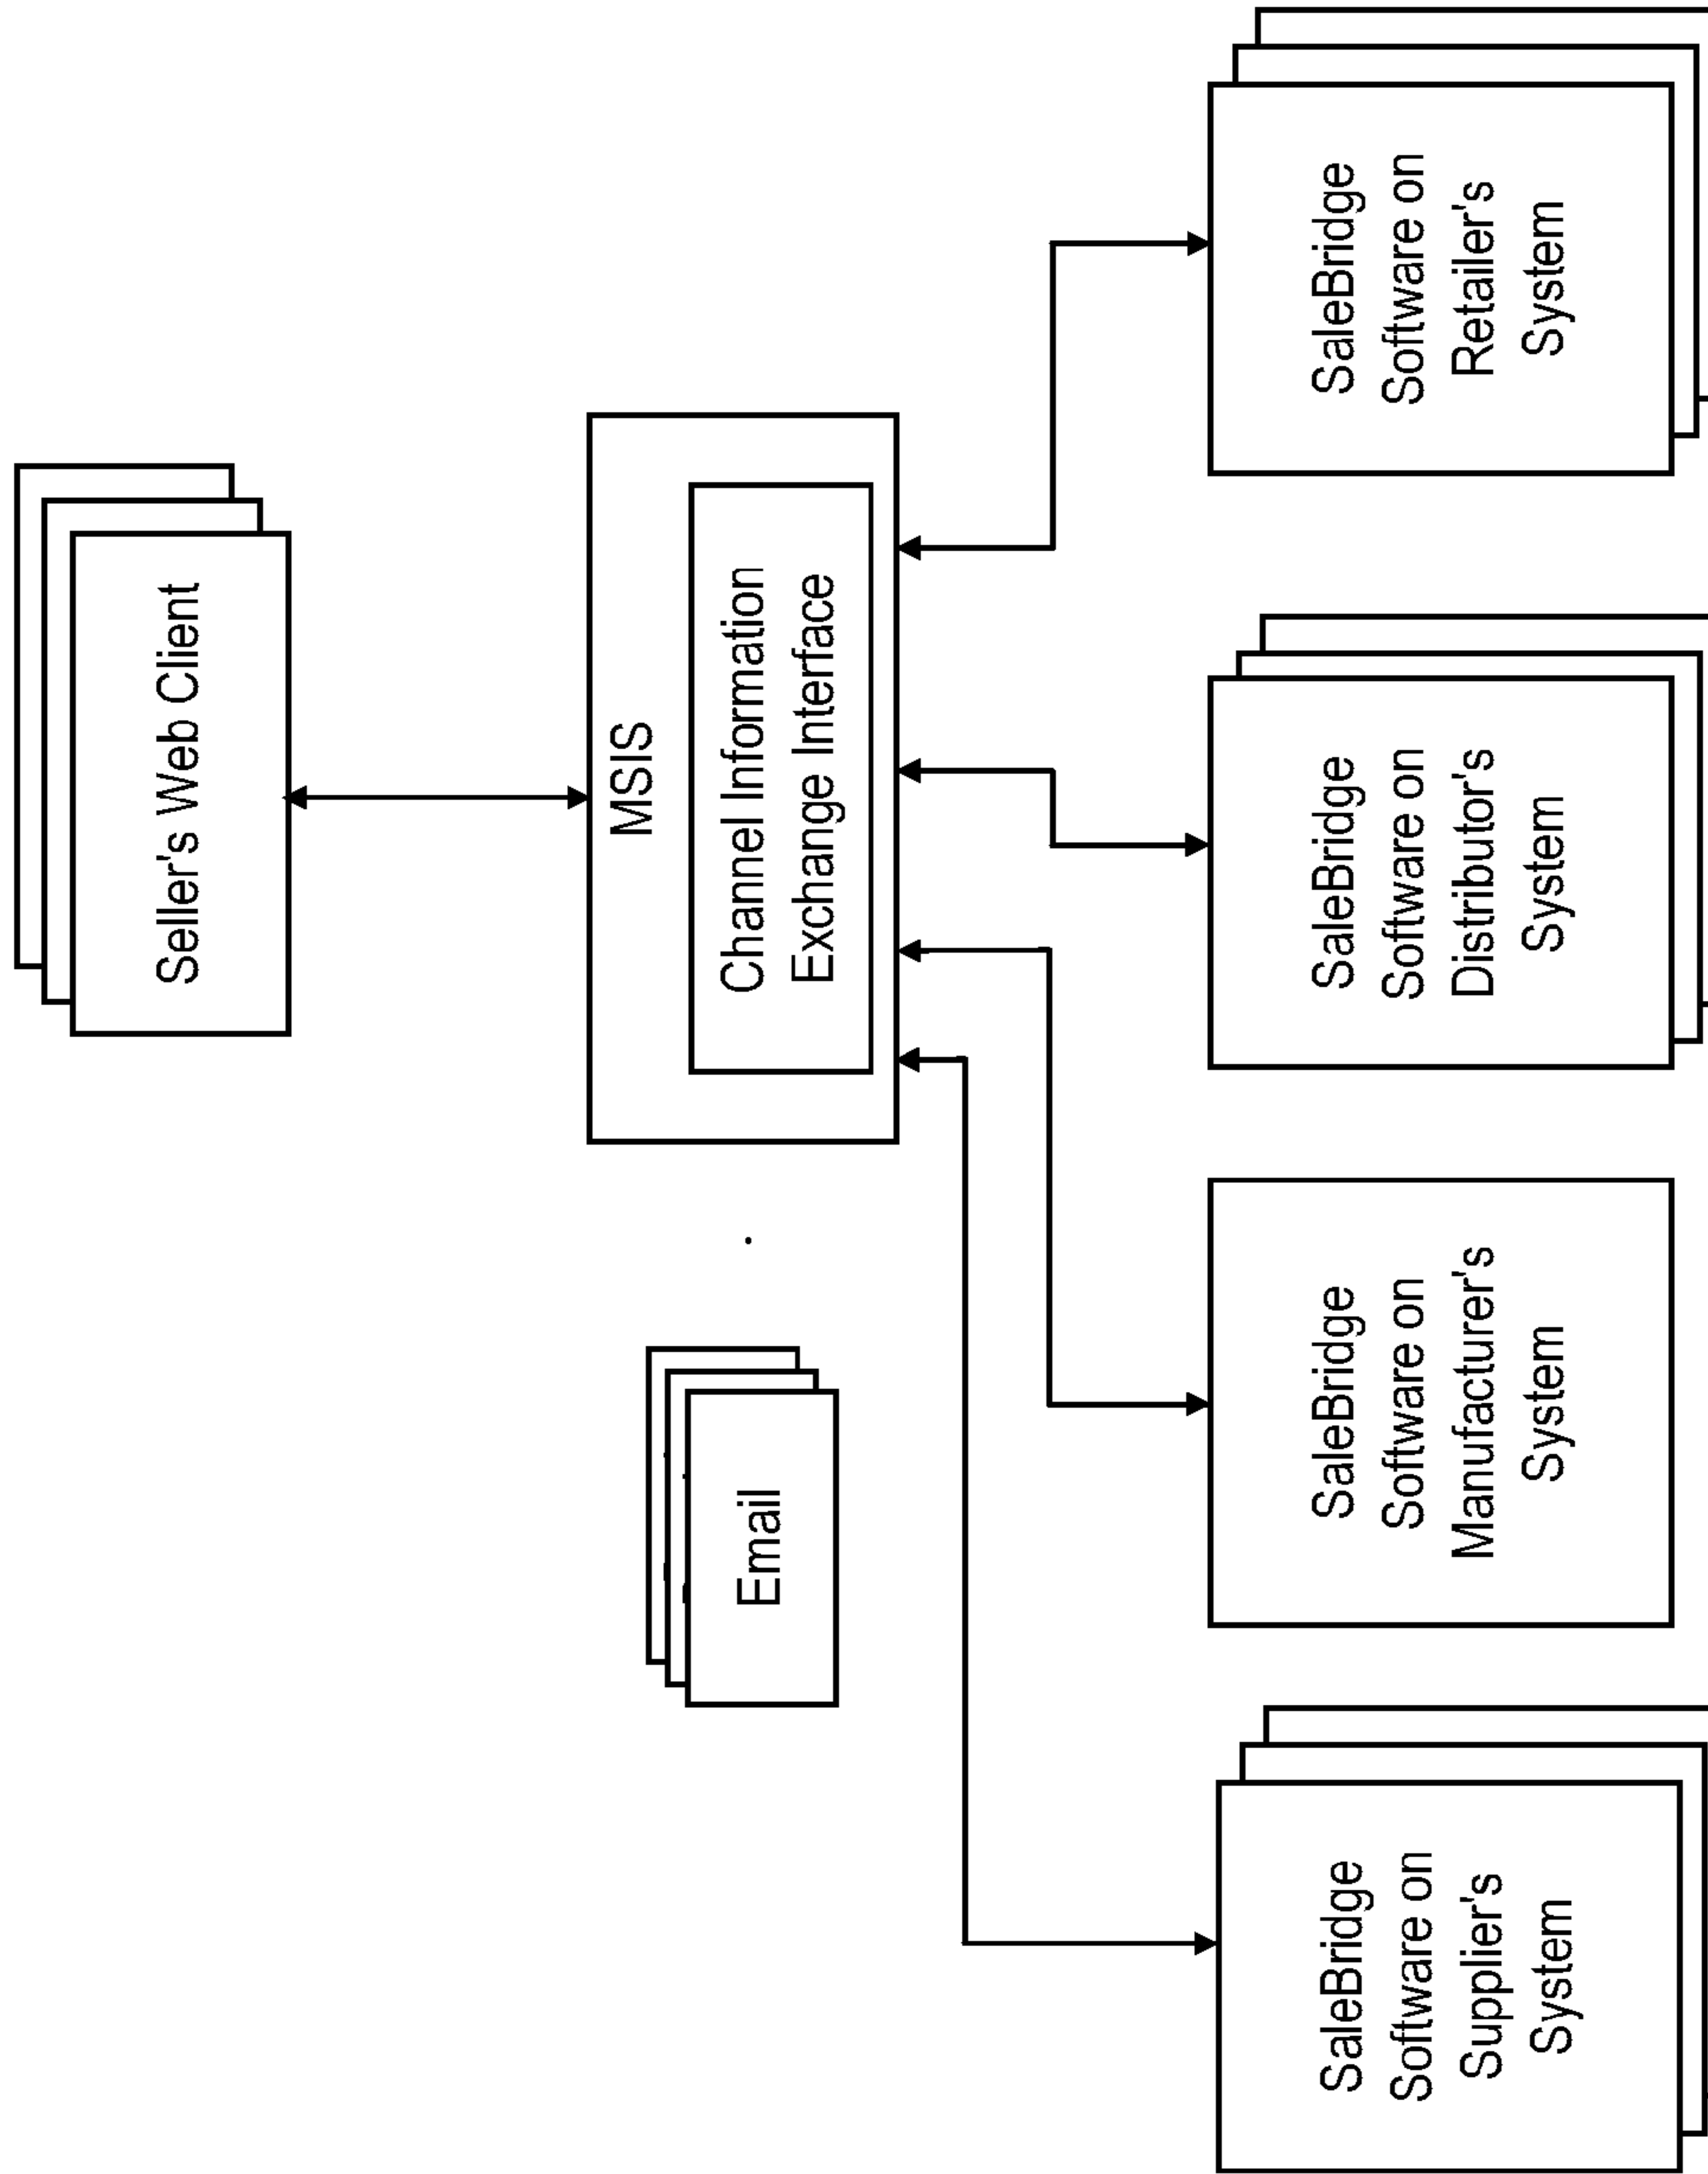 Seller's Web Client
MSIS
Channel Information
Exchange Interface
Email
SaleBridge
Software on
Supplier's
System
SaleBridge
Software on
Manufacturer's
System
SaleBridge
Software on
Distributor's
System
SaleBridge
Software on
Retailer's
System